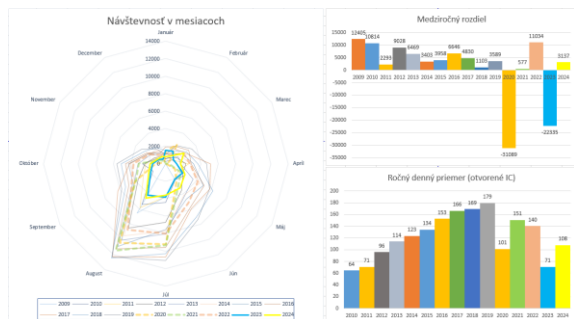 Návštevnosť v mesiacoch
Január
Február
Marec
Apríl
Máj
Jún
Júl
August
September
Október
November
December
14000
12000
10000
8000
6000
4000
2000
0
2009 2010 2011 2012 2013 2014 2015 2016
2017 2018 2019 2020 2021 2022 2023 2024
Medziročný rozdiel
15000
10000
5000
0
-5000
-10000
-15000
-20000
-25000
-30000
-35000
12405 10814 2293 9028 6469 3403 3958 6646 4830 1103 3589 -31089 577 11034 -22335 3137
2009 2010 2011 2012 2013 2014 2015 2016 2017 2018 2019 2020 2021 2022 2023 2024
Ročný denný priemer (otvorené IC)
200
180
160
140
120
100
80
60
40
20
0
64 71 96 114 123 134 153 166 169 179 101 151 140 71 108
2010 2011 2012 2013 2014 2015 2016 2017 2018 2019 2020 2021 2022 2023 2024